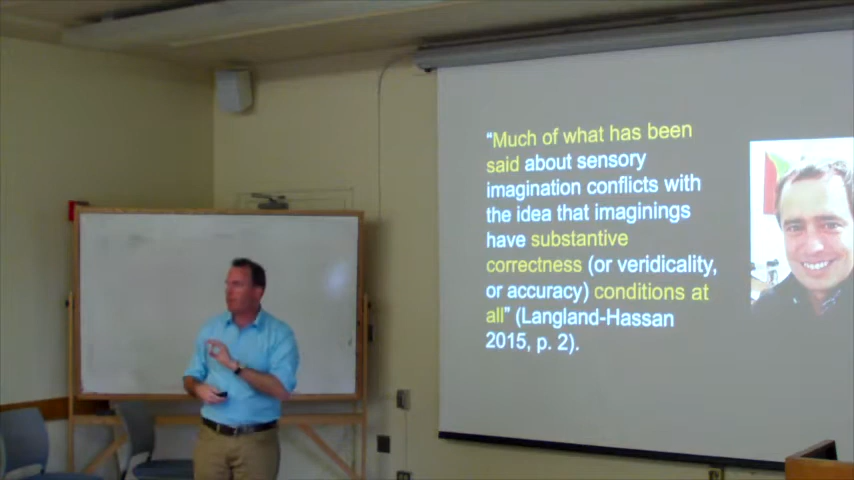 “Much of what has been
said about sensory
imagination conflicts with
the idea that imaginings
have substantive
correctness (or veridicality,
or accuracy) conditions at
all” (Langland-Hassan
2015, p. 2).